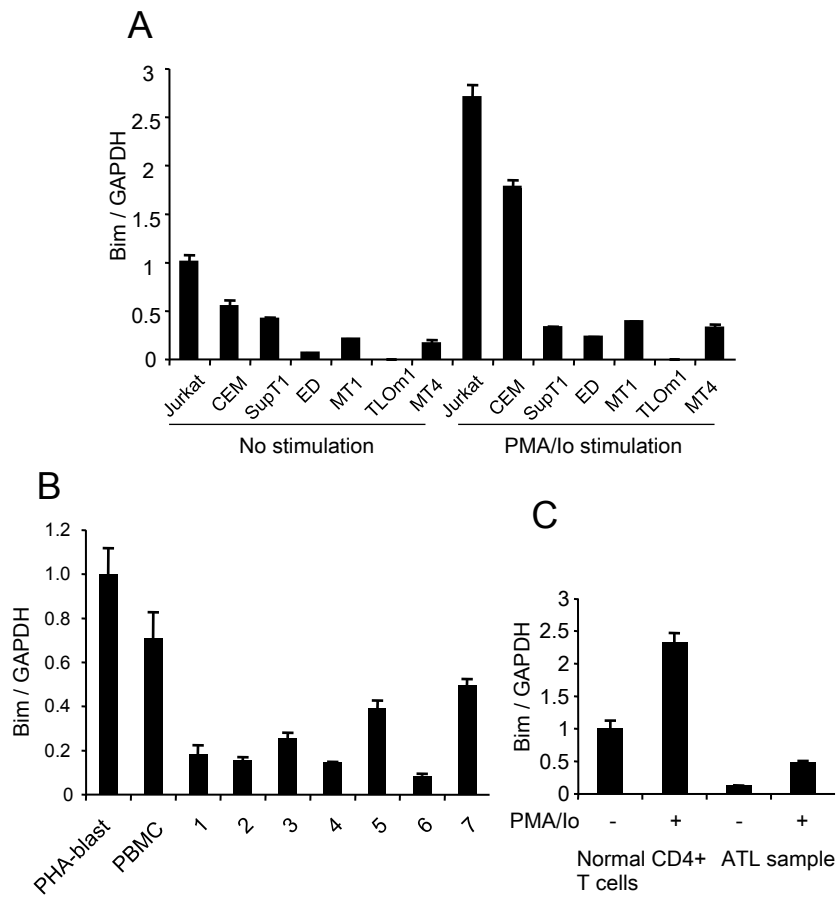 A
Bim / GAPDH
3
2.5
2
1.5
1
0.5
0
Jurkat CEM SupT1 ED MT1 TLOm1 MT4 Jurkat CEM SupT1 ED MT1 TLOm1 MT4
No stimulation PMA/Io stimulation
B
Bim / GAPDH
1.2
1.0
0.8
0.6
0.4
0.2
0
PHA-blast PBMC 1 2 3 4 5 6 7
C
Bim / GAPDH
3
2.5
2
1.5
1
0.5
0
PMA/Io - + - +
Normal CD4+ ATL sample
T cells